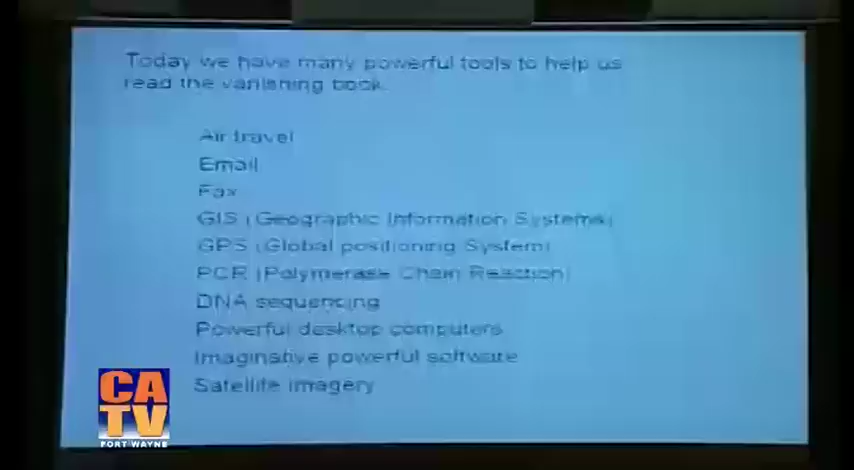 Today we have many powerful tools to help us
read the vanishing book.
Air travel
Email
Fax
GIS (Geographic Information Systems)
GPS (Global positioning System)
PCR (Polymerase Chain Reaction)
DNA sequencing
Powerful desktop computers
Imaginative powerful software
Satellite imagery
CA
TV
FORT WAYNE